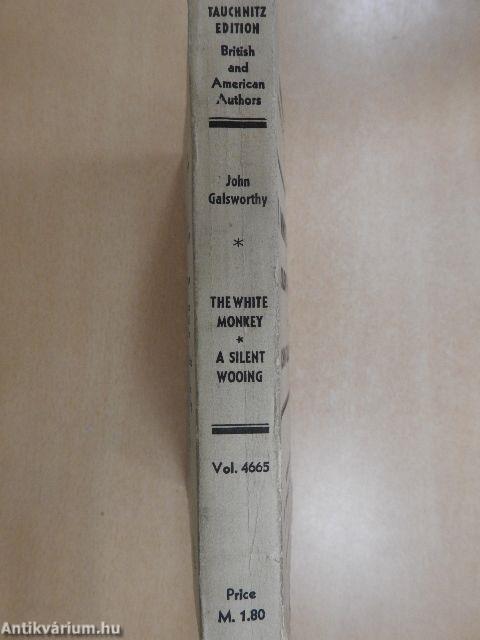 TAUCHNITZ
EDITION
British
and
American
Authors
John
Galsworthy
*
THE WHITE
MONKEY
*
A SILENT
WOOING
Vol. 4665
Price
M. 1.80
Antikvárium.hu